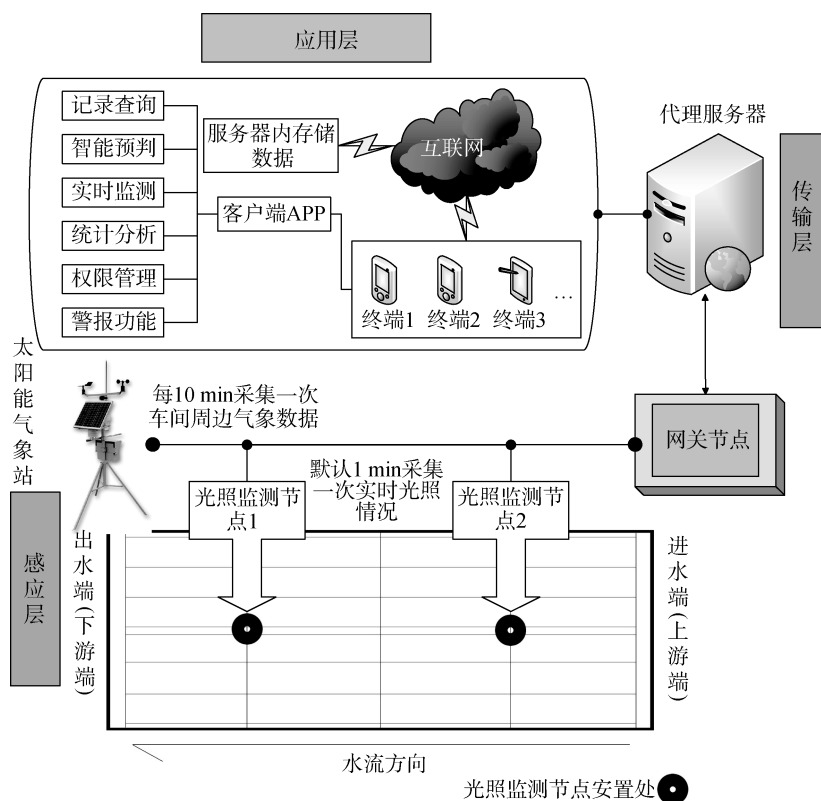 应用层
记录查询
智能预判
实时监测
统计分析
权限管理
警报功能
服务器内存储
数据
客户端APP
互联网
终端1
终端2
终端3
…
代理服务器
传输层
太阳能气象站
每10 min采集一次
车间周边气象数据
网关节点
默认1 min采集
一次实时光照
情况
光照监测节
点1
光照监测节
点2
感应层
出水端(下游端)
进水端(上游端)
水流方向
光照监测节点安置处